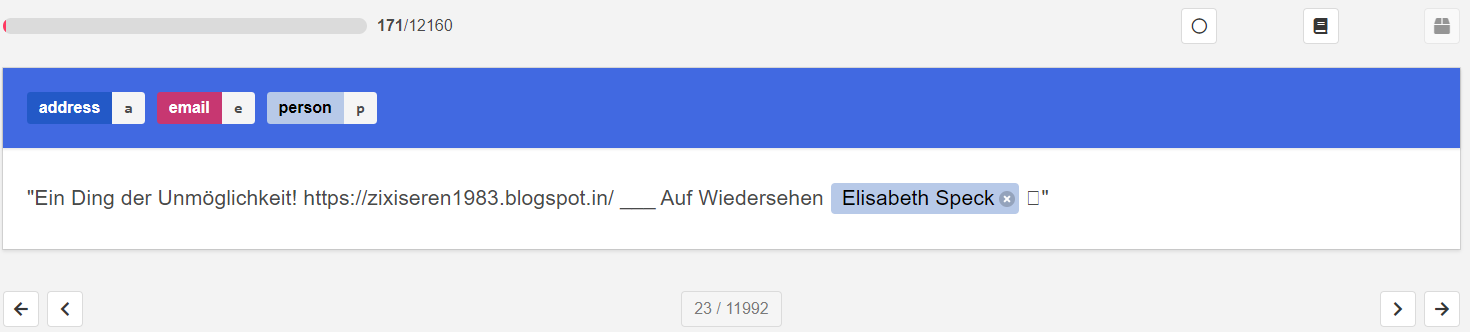 171/12160
address a email e person p
"Ein Ding der Unmöglichkeit! https://zixiseren1983.blogspot.in/ ___ Auf Wiedersehen Elisabeth Speck "
23 / 11992